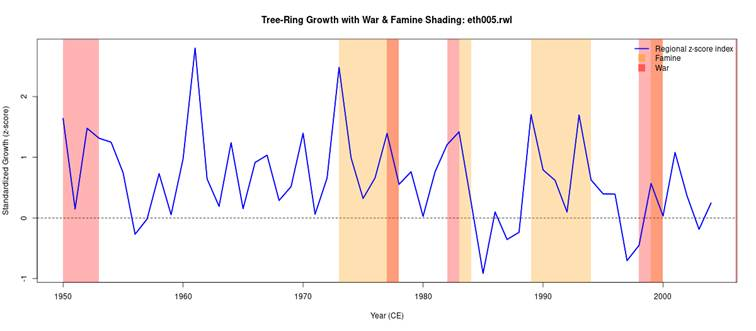 Tree-Ring Growth with War & Famine Shading: eth005.rwl
Regional z-score index
Famine
War
Standardized Growth (z-score)
2
1
0
-1
1950 1960 1970 1980 1990 2000
Year (CE)